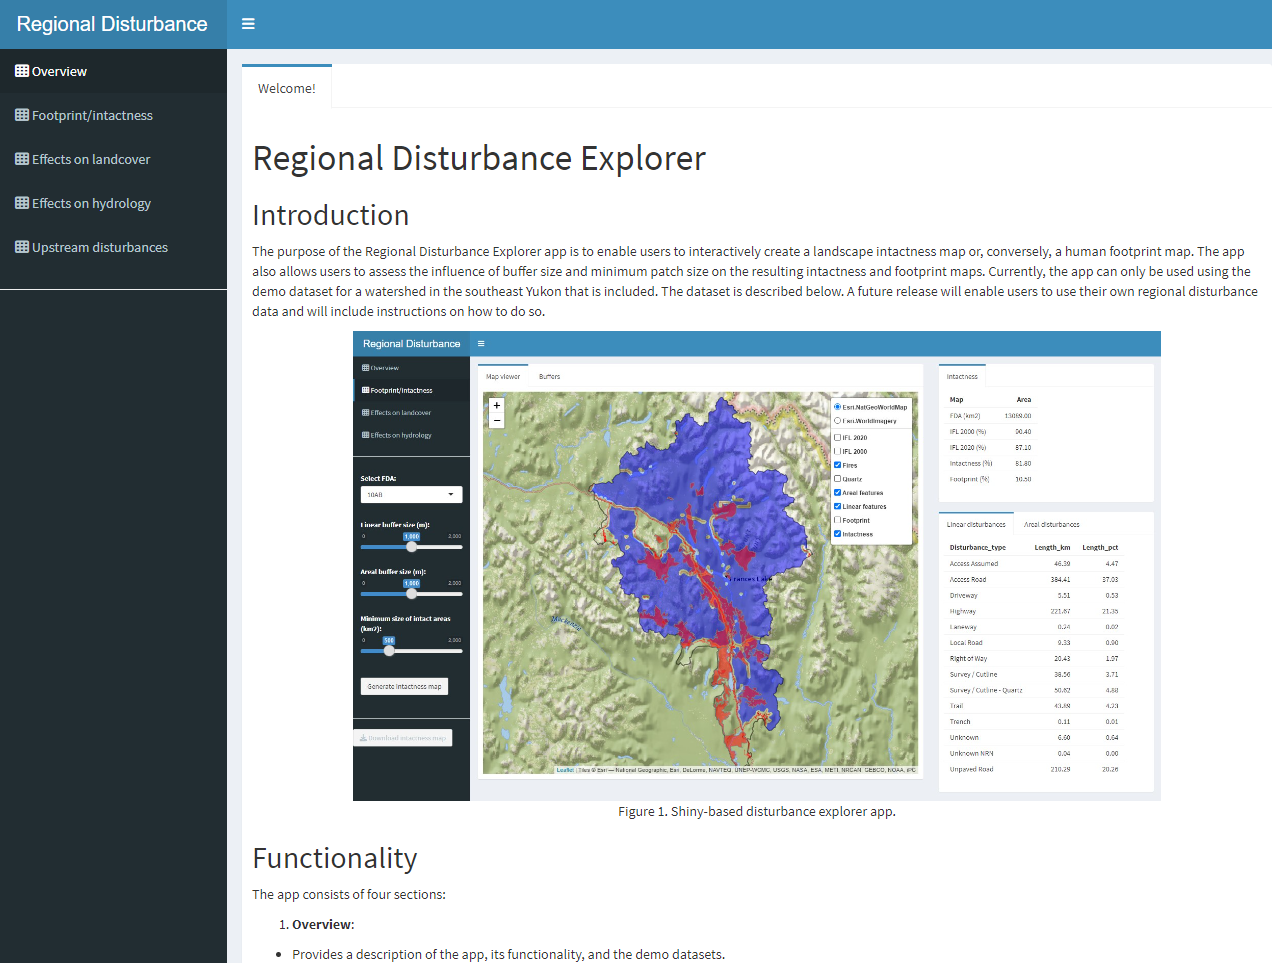 Regional Disturbance
Overview
Footprint/intactness
Effects on landcover
Effects on hydrology
Upstream disturbances
Welcome!
Regional Disturbance Explorer
Introduction
The purpose of the Regional Disturbance Explorer app is to enable users to interactively create a landscape intactness map or, conversely, a human footprint map. The app
also allows users to assess the influence of buffer size and minimum patch size on the resulting intactness and footprint maps. Currently, the app can only be used using the
demo dataset for a watershed in the southeast Yukon that is included. The dataset is described below. A future release will enable users to use their own regional disturbance
data and will include instructions on how to do so.
Regional Disturbance
Overview
Footprint/intactness
Effects on landcover
Effects on hydrology
Select FDA:
10AB
Linear buffer size (m):
0 1,000 2,000
Areal buffer size (m):
0 1,000 2,000
Minimum size of intact areas
(km2):
0 500 2,000
Generate intactness map
Download intactness map
Map viewer Buffers
+
−
Esri.NatGeoWorldMap
Esri.WorldImagery
IFL 2020
IFL 2000
Fires
Quartz
Areal features
Linear features
Footprint
Intactness
Frances Lake
Leaflet | Tiles © Esri — National Geographic, Esri, DeLorme, NAVTEQ, UNEP-WCMC, USGS, NASA, ESA, METI, NRCAN, GEBCO, NOAA, iPC
Intactness
Map Area
FDA (km2) 13089.00
IFL 2000 (%) 90.40
IFL 2020 (%) 87.10
Intactness (%) 81.80
Footprint (%) 10.50
Linear disturbances Areal disturbances
Disturbance_type Length_km Length_pct
Access Assumed 46.39 4.47
Access Road 384.41 37.03
Driveway 5.51 0.53
Highway 221.67 21.35
Laneway 0.24 0.02
Local Road 9.33 0.90
Right of Way 20.43 1.97
Survey / Cutline 38.56 3.71
Survey / Cutline - Quartz 50.62 4.88
Trail 43.89 4.23
Trench 0.11 0.01
Unknown 6.60 0.64
Unknown NRN 0.04 0.00
Unpaved Road 210.29 20.26
Figure 1. Shiny-based disturbance explorer app.
Functionality
The app consists of four sections:
1. Overview:
• Provides a description of the app, its functionality, and the demo datasets.